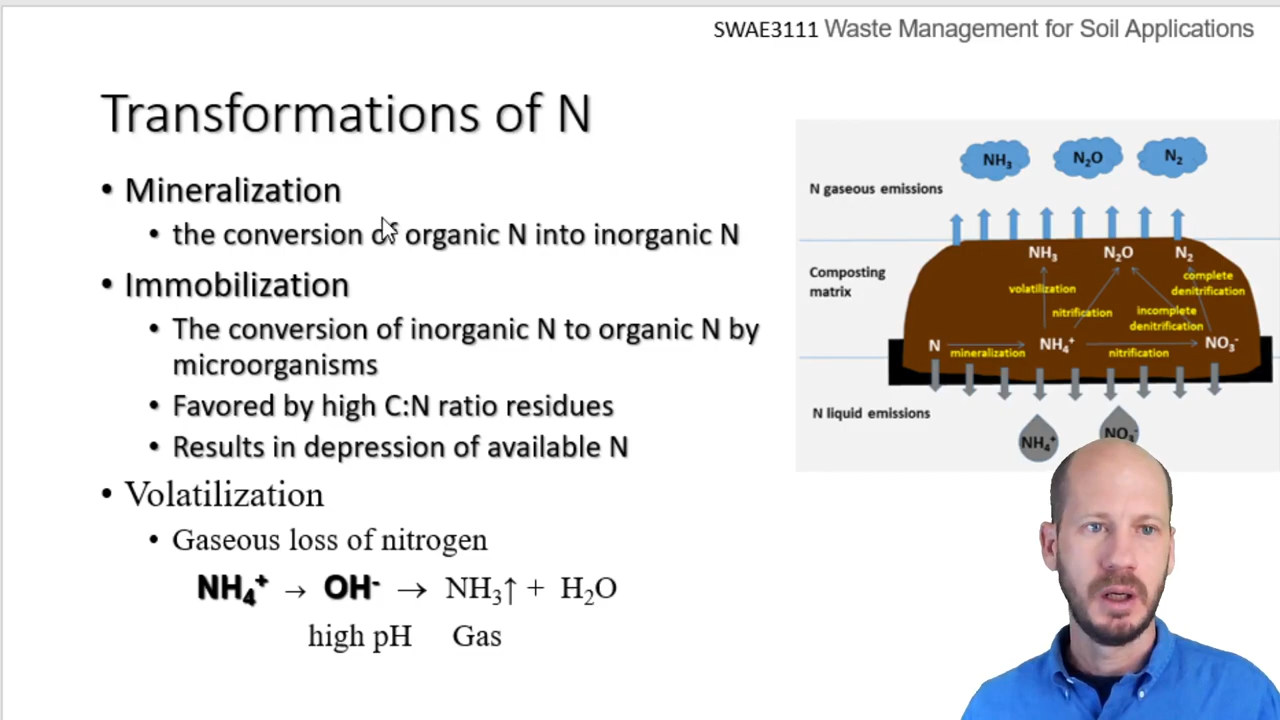 SWAE3111 Waste Management for Soil Applications
Transformations of N
• Mineralization
• the conversion of organic N into inorganic N
• Immobilization
• The conversion of inorganic N to organic N by
microorganisms
• Favored by high C:N ratio residues
• Results in depression of available N
• Volatilization
• Gaseous loss of nitrogen
NH₄⁺ → OH⁻ → NH₃↑ + H₂O
high pH Gas
NH₃ N₂O N₂
N gaseous emissions
Composting
matrix
NH₃ N₂O N₂
complete
denitrification
volatilization
nitrification
incomplete
denitrification
N NH₄⁺ NO₃⁻
mineralization nitrification
N liquid emissions
NH₄⁺ NO₃⁻